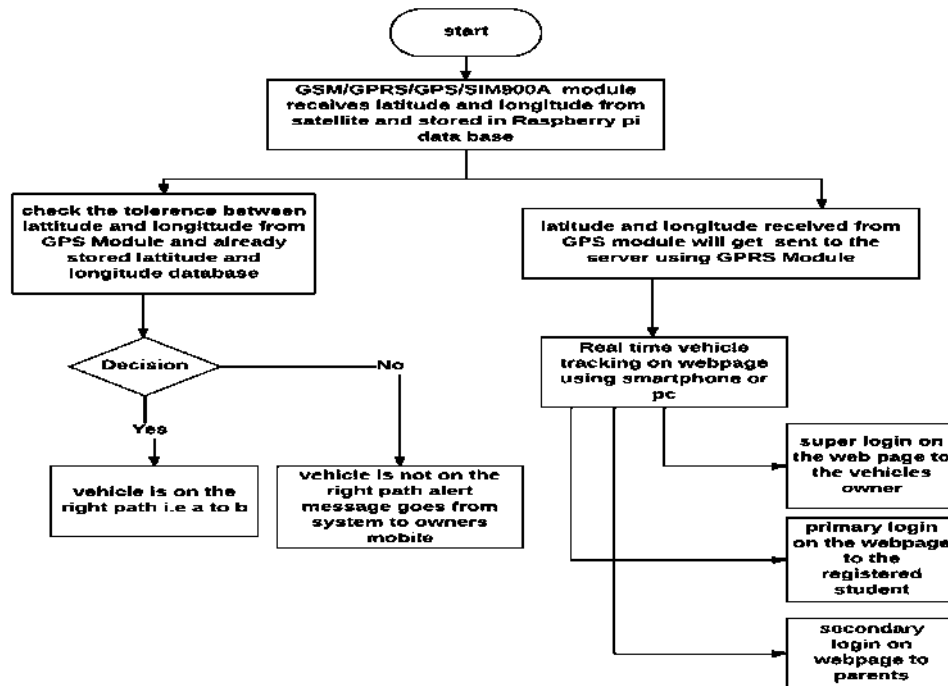 start
GSM/GPRS/GPS/SIM900A module
receives latitude and longitude from
satellite and stored in Raspberry pi
data base
check the tolerence between
lattitude and longittude from
GPS Module and already
stored lattitude and
longitude database
latitude and longitude received from
GPS module will get sent to the
server using GPRS Module
Decision
No
Yes
vehicle is on the
right path i.e a to b
vehicle is not on the
right path alert
message goes from
system to owners
mobile
Real time vehicle
tracking on webpage
using smartphone or
pc
super login on
the web page to
the vehicles
owner
primary login
on the webpage
to the
registered
student
socondary
login on
webpage to
parents